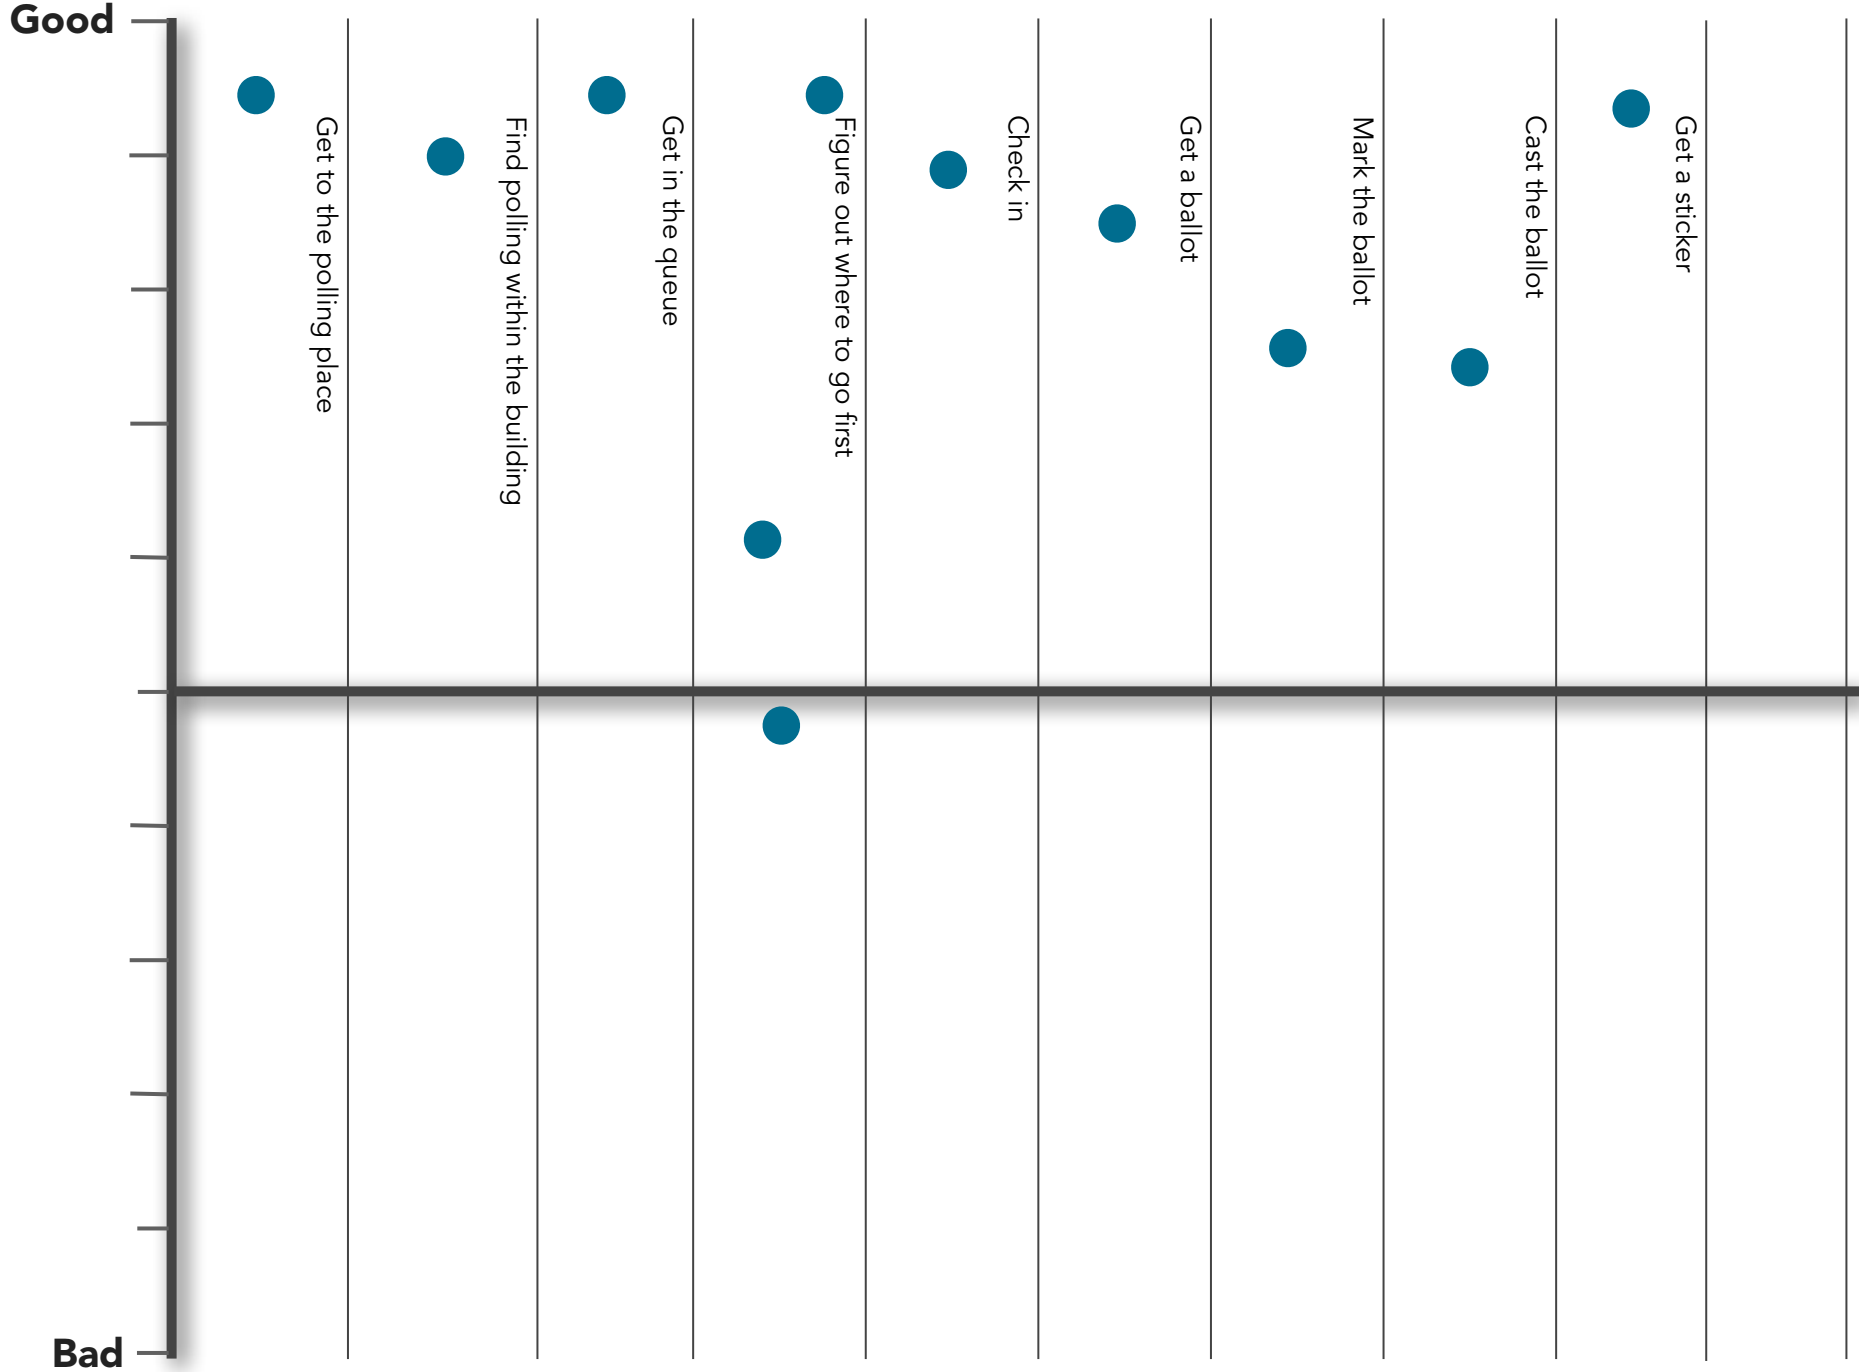 Good
Get to the polling place
Find polling within the building
Get in the queue
Figure out where to go first
Check in
Get a ballot
Mark the ballot
Cast the ballot
Get a sticker
Bad